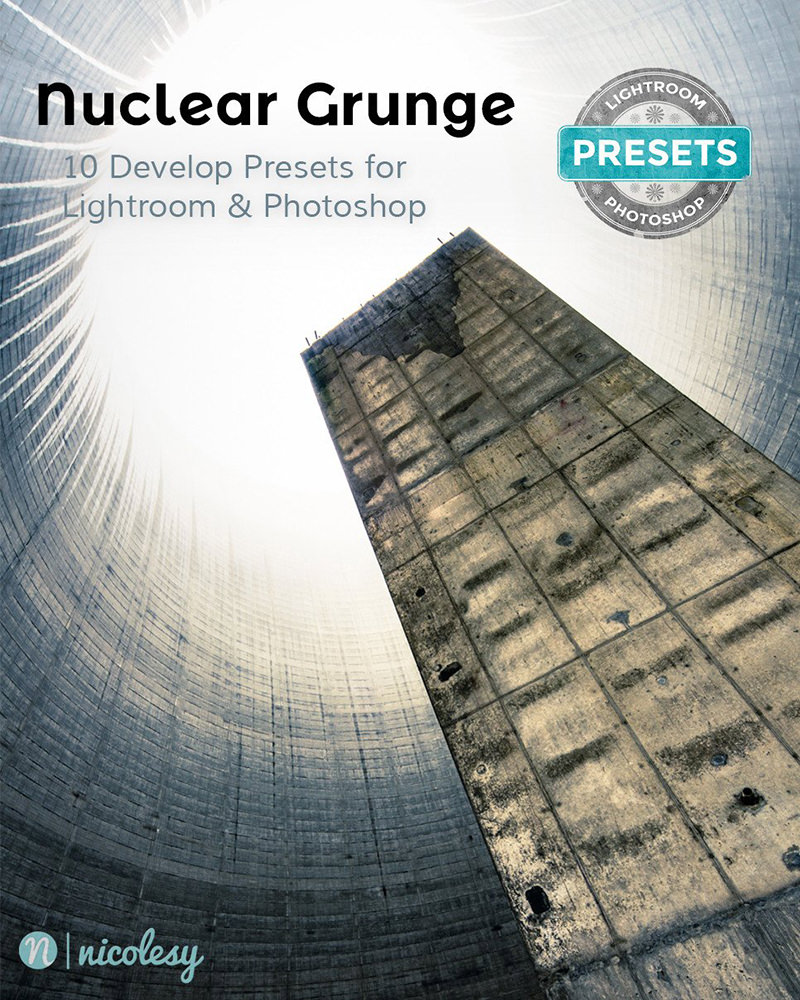 Nuclear Grunge
10 Develop Presets for
Lightroom & Photoshop
LIGHTROOM
PRESETS
PHOTOSHOP
n | nicolesy